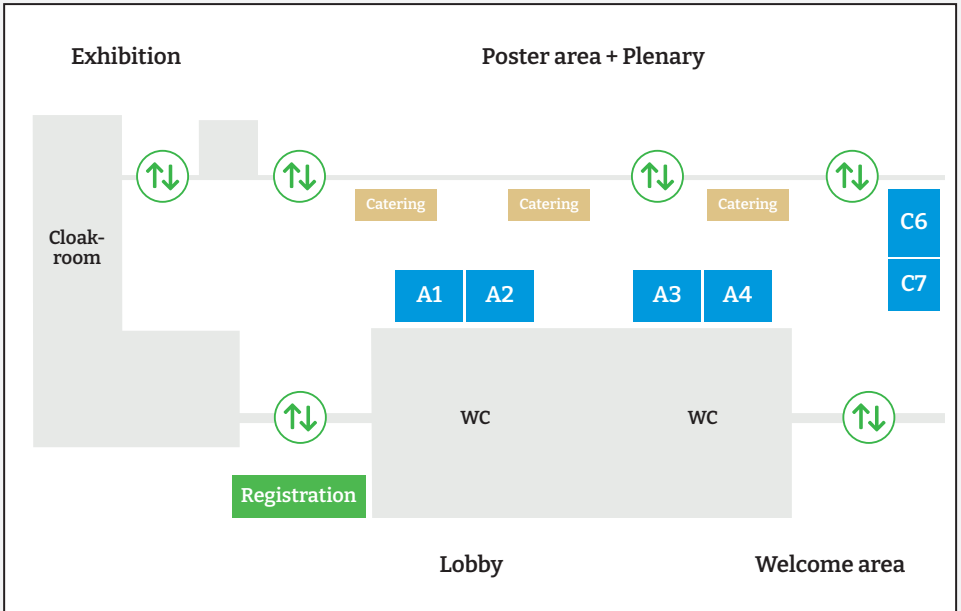 Exhibition
Poster area + Plenary
Catering
Catering
Catering
C6
Cloak-
room
C7
A1
A2
A3
A4
WC
WC
Registration
Lobby
Welcome area